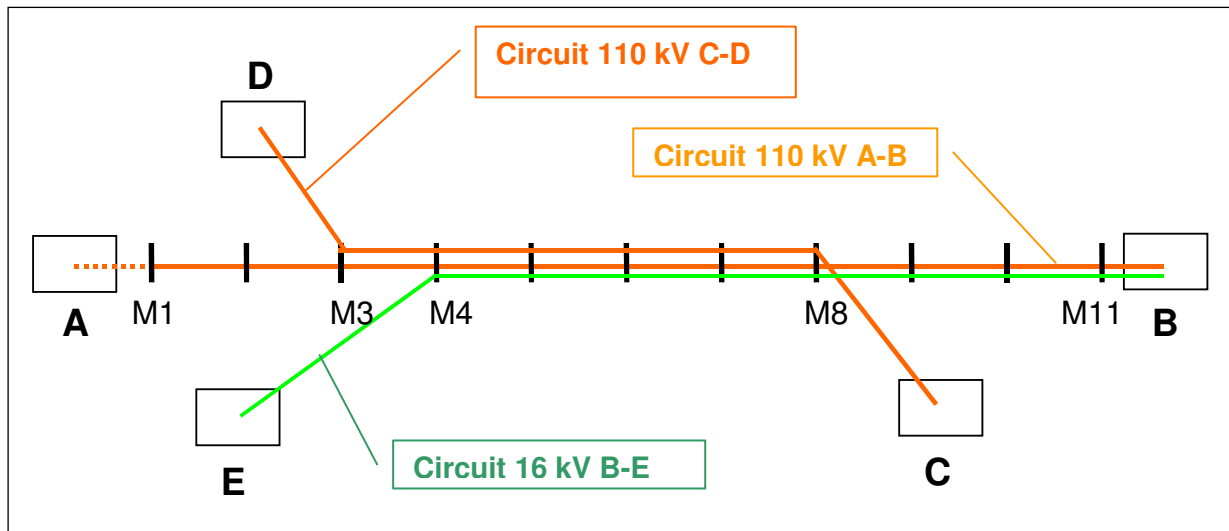 Circuit 110 kV C-D
D
Circuit 110 kV A-B
A
M1
M3
M4
M8
M11
B
E
Circuit 16 kV B-E
C